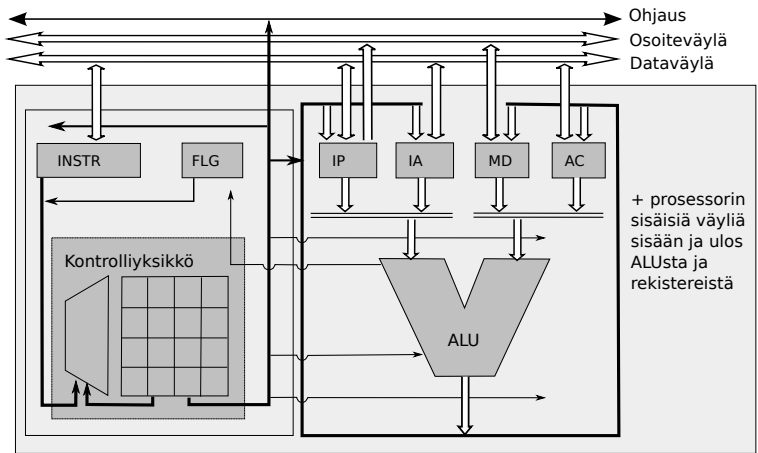 Ohjaus
Osoiteväylä
Dataväylä
INSTR
FLG
IP
IA
MD
AC
+ prosessorin
sisäisiä väyliä
sisään ja ulos
ALUsta ja
rekistereistä
Kontrolliyksikkö
ALU